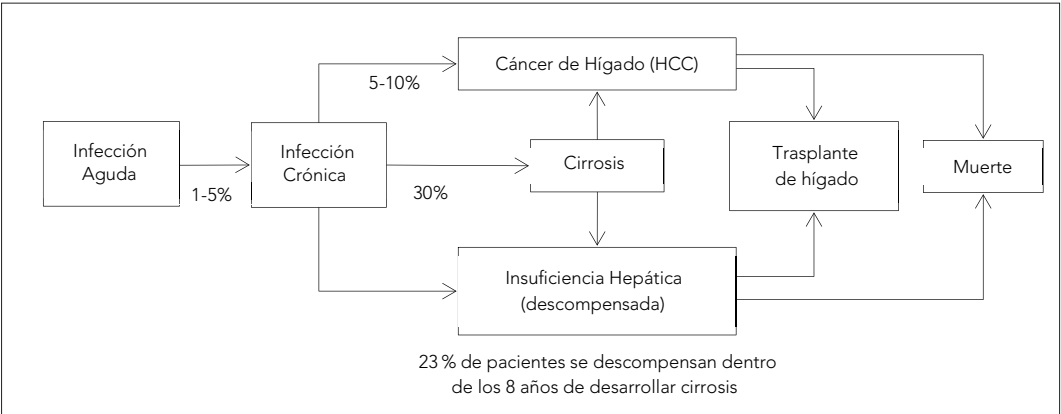 Infección
Aguda
1-5%
Infección
Crónica
5-10%
30%
Cáncer de Hígado (HCC)
Cirrosis
Insuficiencia Hepática
(descompensada)
Trasplante
de hígado
Muerte
23 % de pacientes se descompensan dentro
de los 8 años de desarrollar cirrosis